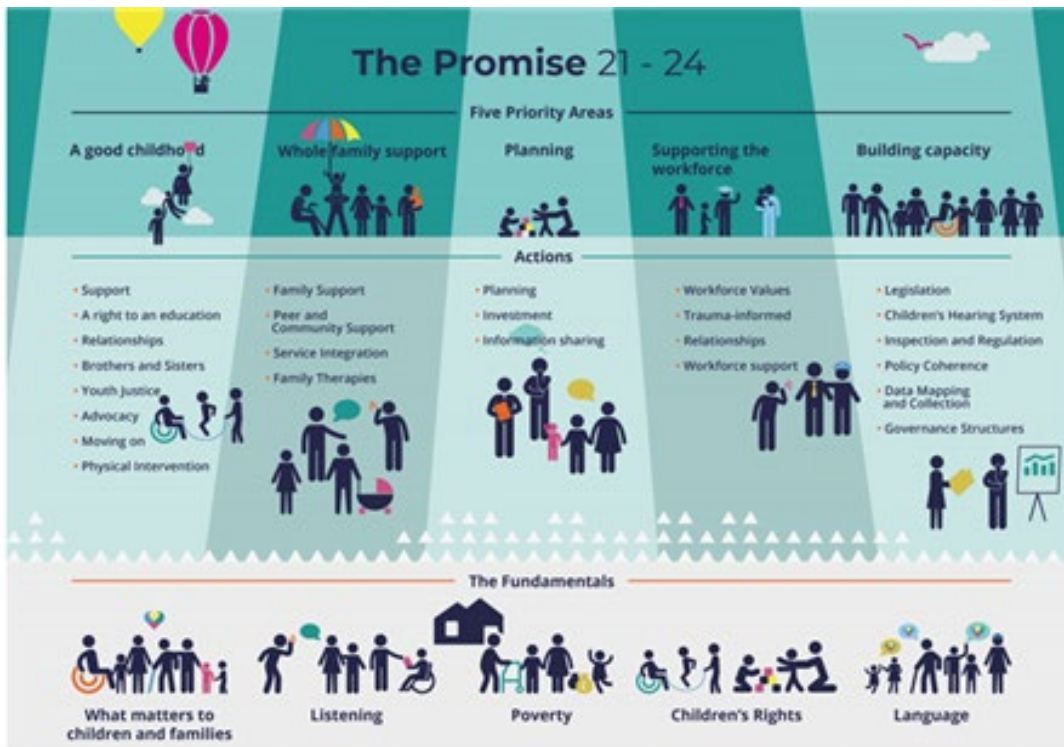 The Promise 21 - 24
Five Priority Areas
A good childhood
Whole family support
Planning
Supporting the
workforce
Building capacity
Actions
• Support
• A right to an education
• Relationships
• Brothers and Sisters
• Youth Justice
• Advocacy
• Moving on
• Physical Intervention
• Family Support
• Peer and
Community Support
• Service Integration
• Family Therapies
• Planning
• Investment
• Information sharing
• Workforce Values
• Trauma-informed
• Relationships
• Workforce support
• Legislation
• Children's Hearing System
• Inspection and Regulation
• Policy Coherence
• Data Mapping
and Collection
• Governance Structures
The Fundamentals
What matters to
children and families
Listening
Poverty
Children's Rights
Language